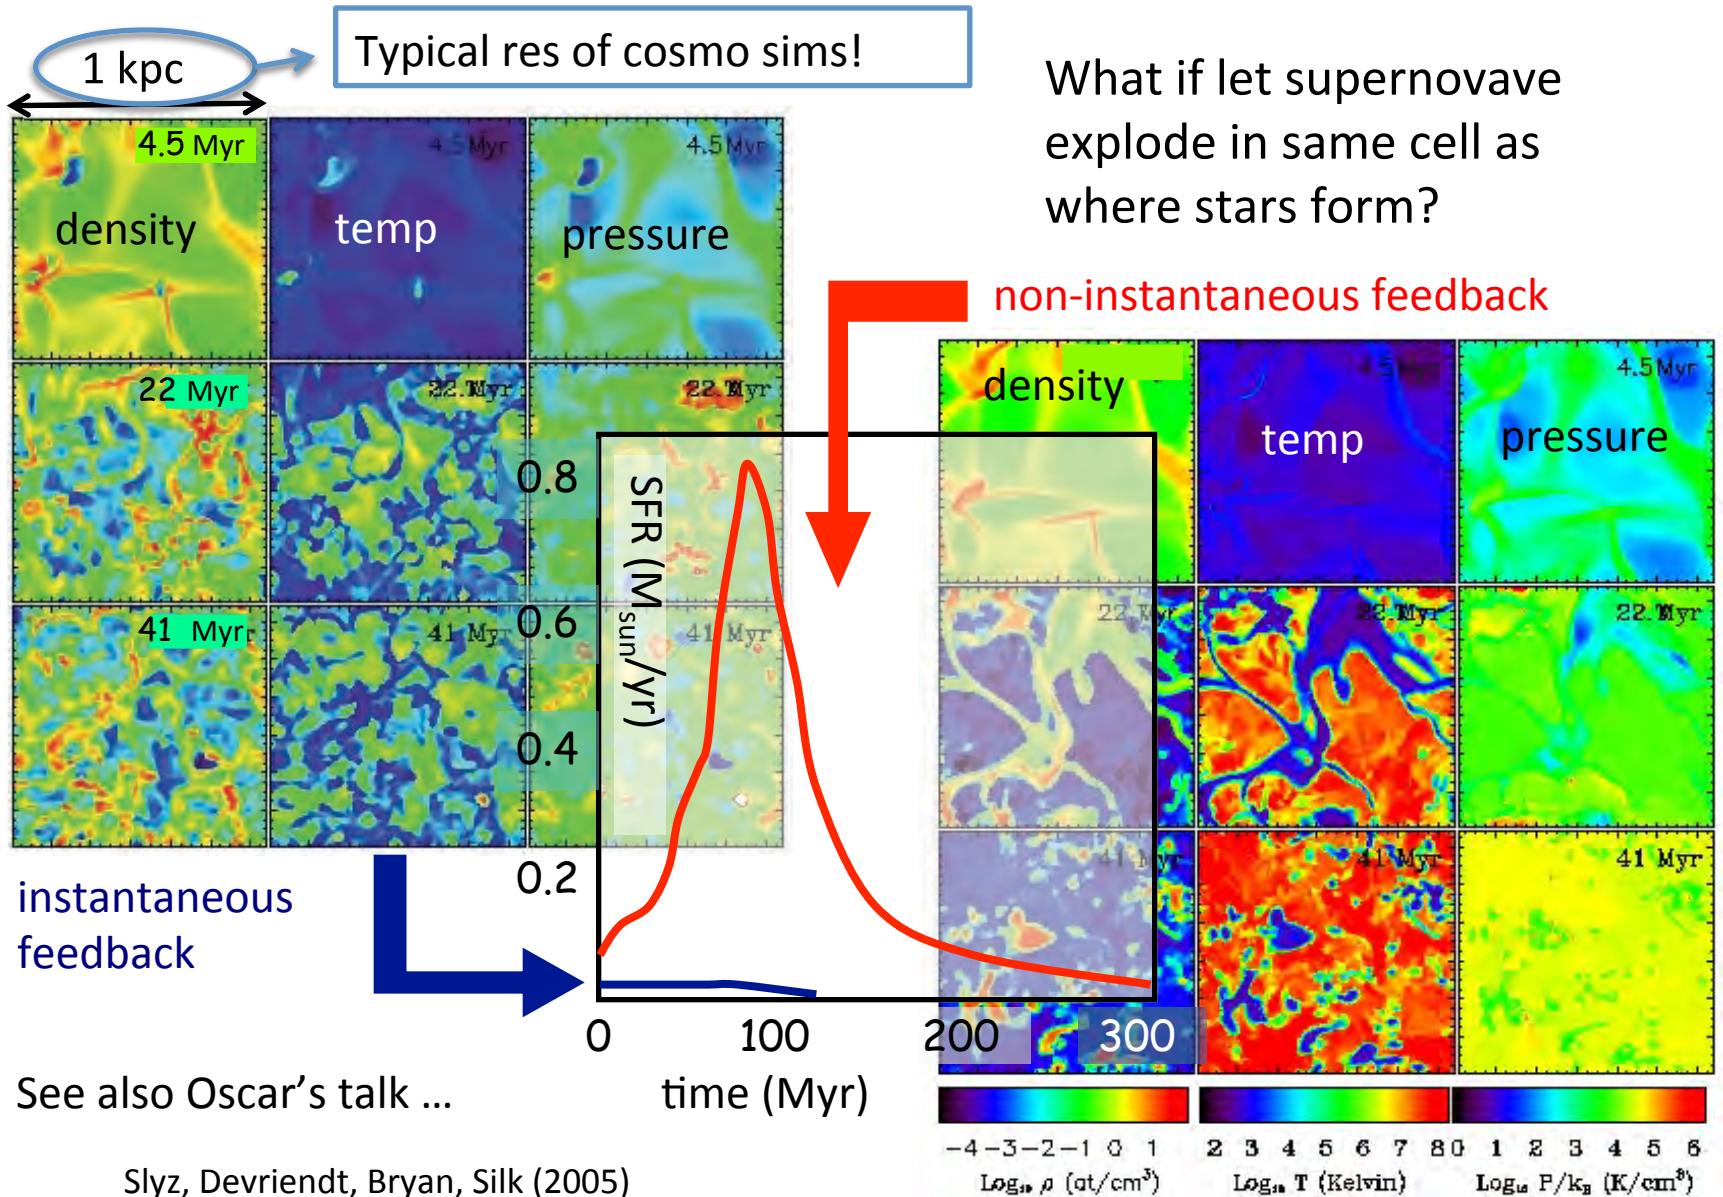 1 kpc
Typical res of cosmo sims!
What if let supernovave
explode in same cell as
where stars form?
4.5 Myr
4.5 Myr
4.5 Myr
density
temp
pressure
22 Myr
22. Myr
22. Myr
41 Myr
41 Myr
41 Myr
non-instantaneous feedback
density
temp
pressure
4.5 Myr
4.5 Myr
22. Myr
22. Myr
22. Myr
41 Myr
41 Myr
41 Myr
instantaneous
feedback
SFR (Msun/yr)
0.8
0.6
0.4
0.2
0 100 200 300
time (Myr)
See also Oscar’s talk ...
Slyz, Devriendt, Bryan, Silk (2005)
-4 -3 -2 -1 0 1
Log₁₀ ρ (at/cm³)
2 3 4 5 6 7 8
Log₁₀ T (Kelvin)
0 1 2 3 4 5 6
Log₁₀ P/kB (K/cm³)